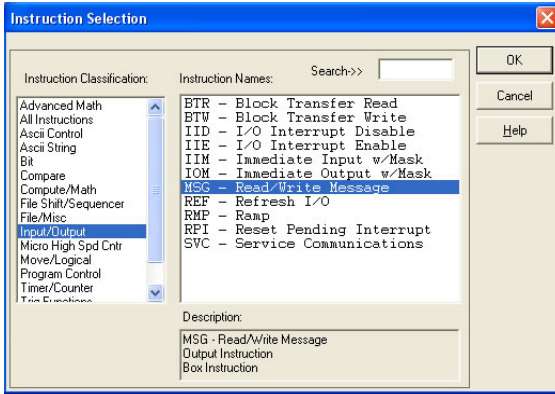 Instruction Selection
Instruction Classification:
Instruction Names:
Search->>
OK
Cancel
Help
Advanced Math
All Instructions
Ascii Control
Ascii String
Bit
Compare
Compute/Math
File Shift/Sequencer
File/Misc
Input/Output
Micro High Spd Cntr
Move/Logical
Program Control
Timer/Counter
Trig Functions
BTR - Block Transfer Read
BTW - Block Transfer Write
IID - I/O Interrupt Disable
IIE - I/O Interrupt Enable
IIM - Immediate Input w/Mask
IOM - Immediate Output w/Mask
MSG - Read/Write Message
REF - Refresh I/O
RMP - Ramp
RPI - Reset Pending Interrupt
SVC - Service Communications
Description:
MSG - Read/Write Message
Output Instruction
Box Instruction